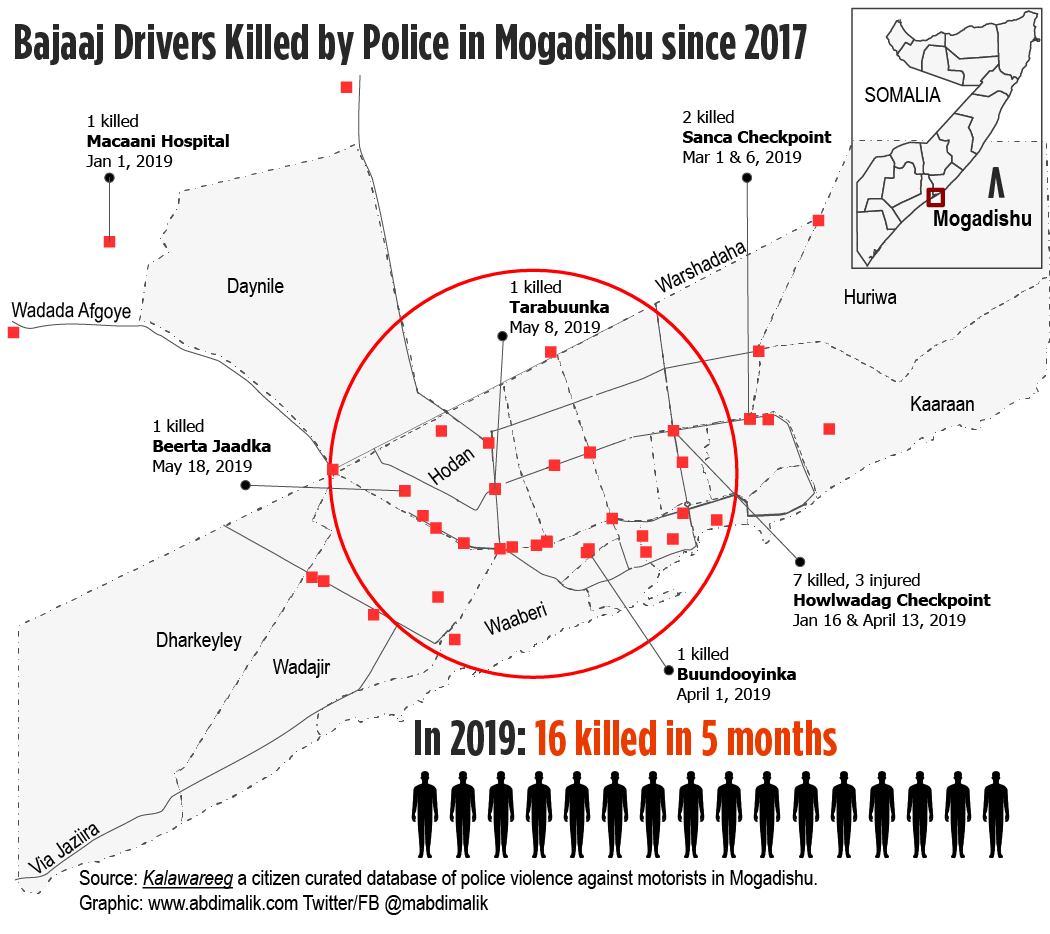 Bajaaj Drivers Killed by Police in Mogadishu since 2017
1 killed
Macaani Hospital
Jan 1, 2019
2 killed
Sanca Checkpoint
Mar 1 & 6, 2019
SOMALIA
Mogadishu
Warshadaha
Daynile
Huriwa
1 killed
Tarabuunka
May 8, 2019
Wadada Afgoye
Kaaraan
1 killed
Beerta Jaadka
May 18, 2019
Hodan
7 killed, 3 injured
Howlwadag Checkpoint
Jan 16 & April 13, 2019
Waaberi
Dharkeyley
Wadajir
1 killed
Buundooyinka
April 1, 2019
In 2019: 16 killed in 5 months
Via Jaziira
Source: Kalawareeg a citizen curated database of police violence against motorists in Mogadishu.
Graphic: www.abdimalik.com Twitter/FB @mabdimalik